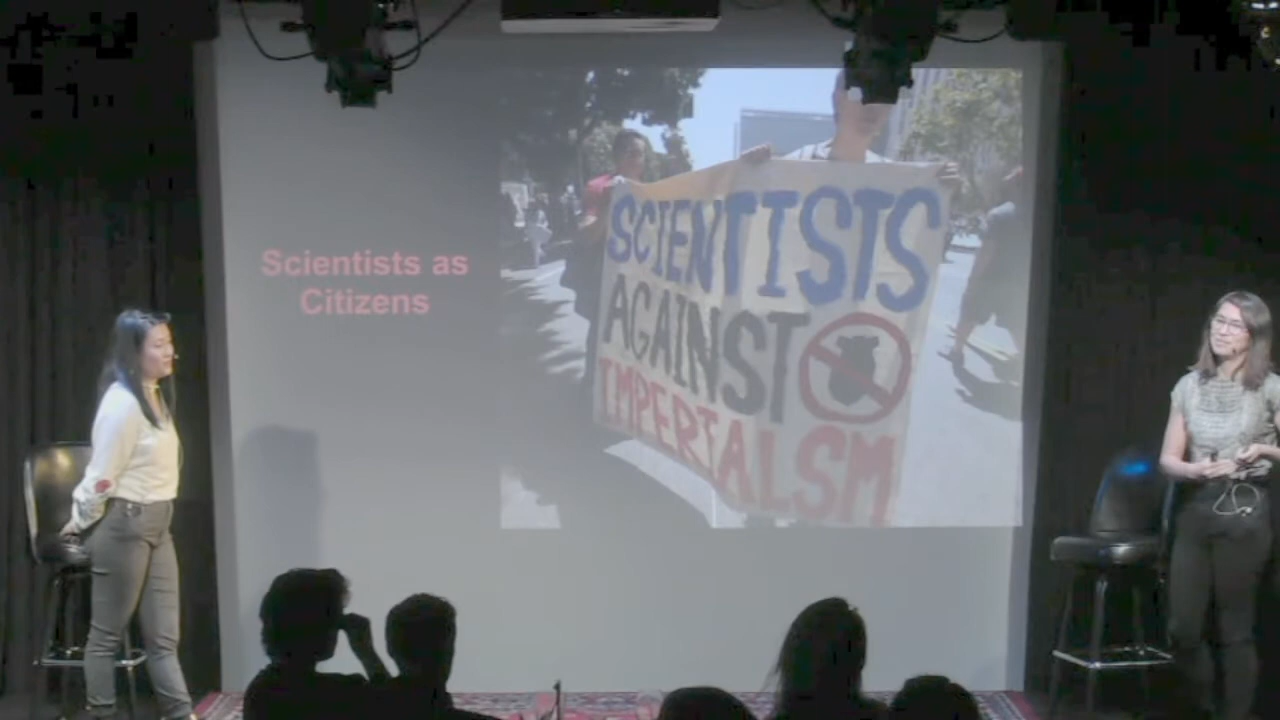 Scientists as
Citizens
SCIENTISTS
AGAINST
IMPERIALSM